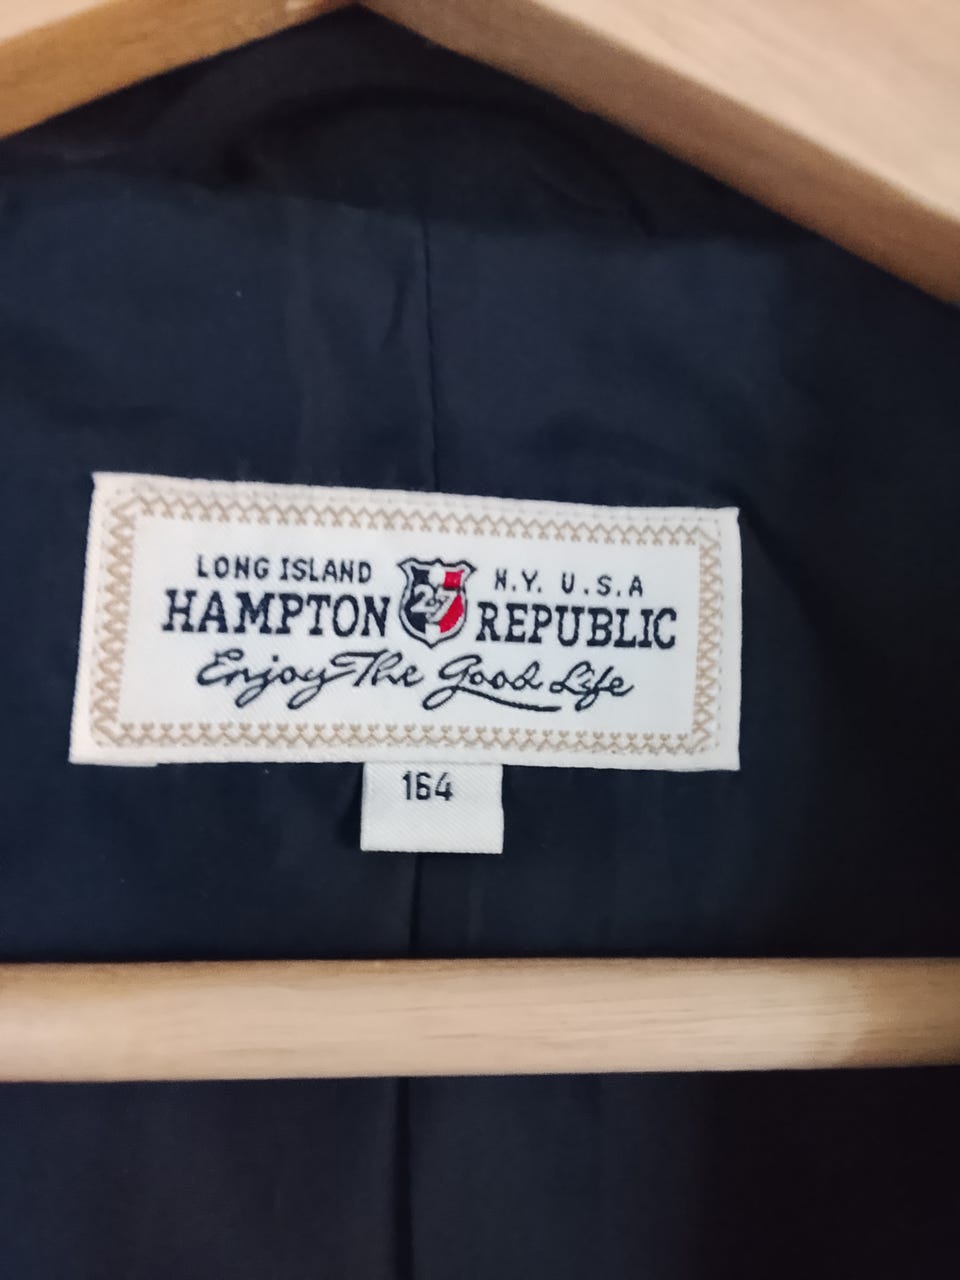 LONG ISLAND N.Y. U.S.A
HAMPTON 27 REPUBLIC
Enjoy The Good Life
164